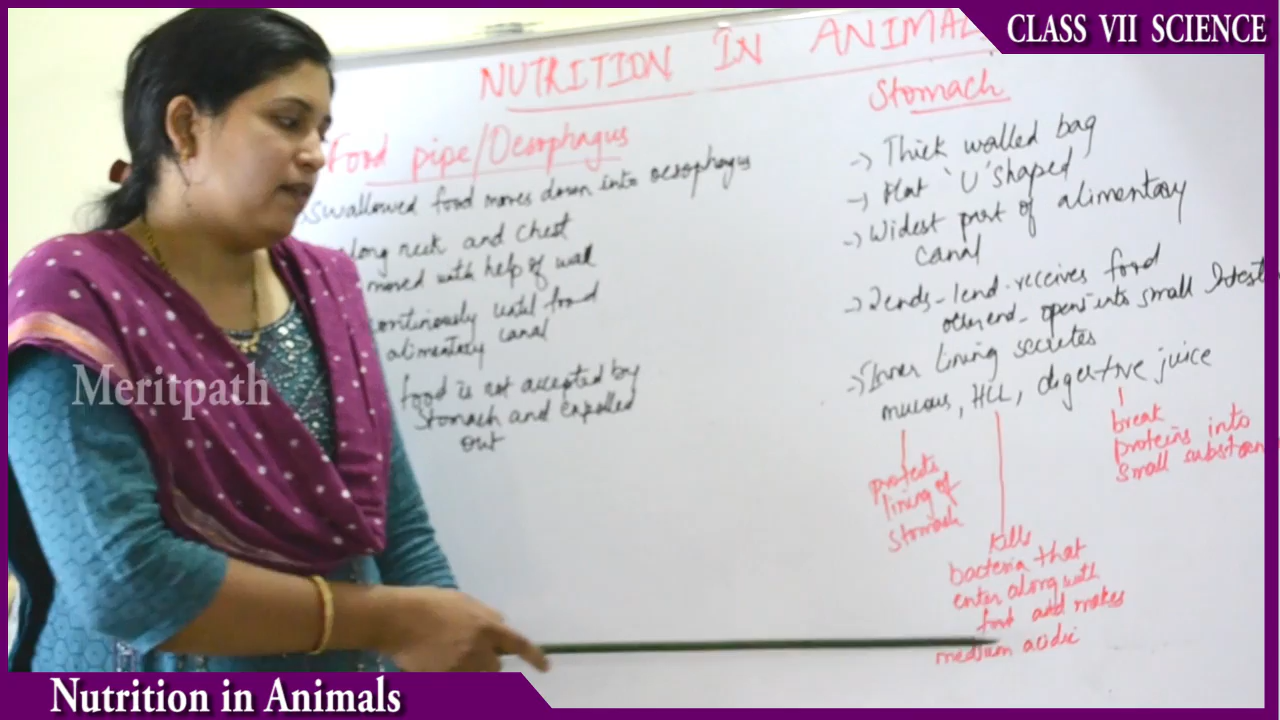 CLASS VII SCIENCE
NUTRITION IN ANIMAL
Food pipe/Oesophagus
Swallowed food moves down into oesophagus
along neck and chest
moved with help of wall
continuously until food
alimentary canal
food is not accepted by
stomach and expelled
out
Stomach
-> Thick walled bag
-> Flat 'U' shaped
-> Widest part of alimentary
canal
-> 2 ends - 1 end - receives food
other end - opens into small Intest
-> Inner lining secretes
mucous, HCL, digestive juice
protects
lining of
stomach
kills
bacteria that
enter along with
and makes
medium acidic
break
proteins into
small substan
Meritpath
Nutrition in Animals